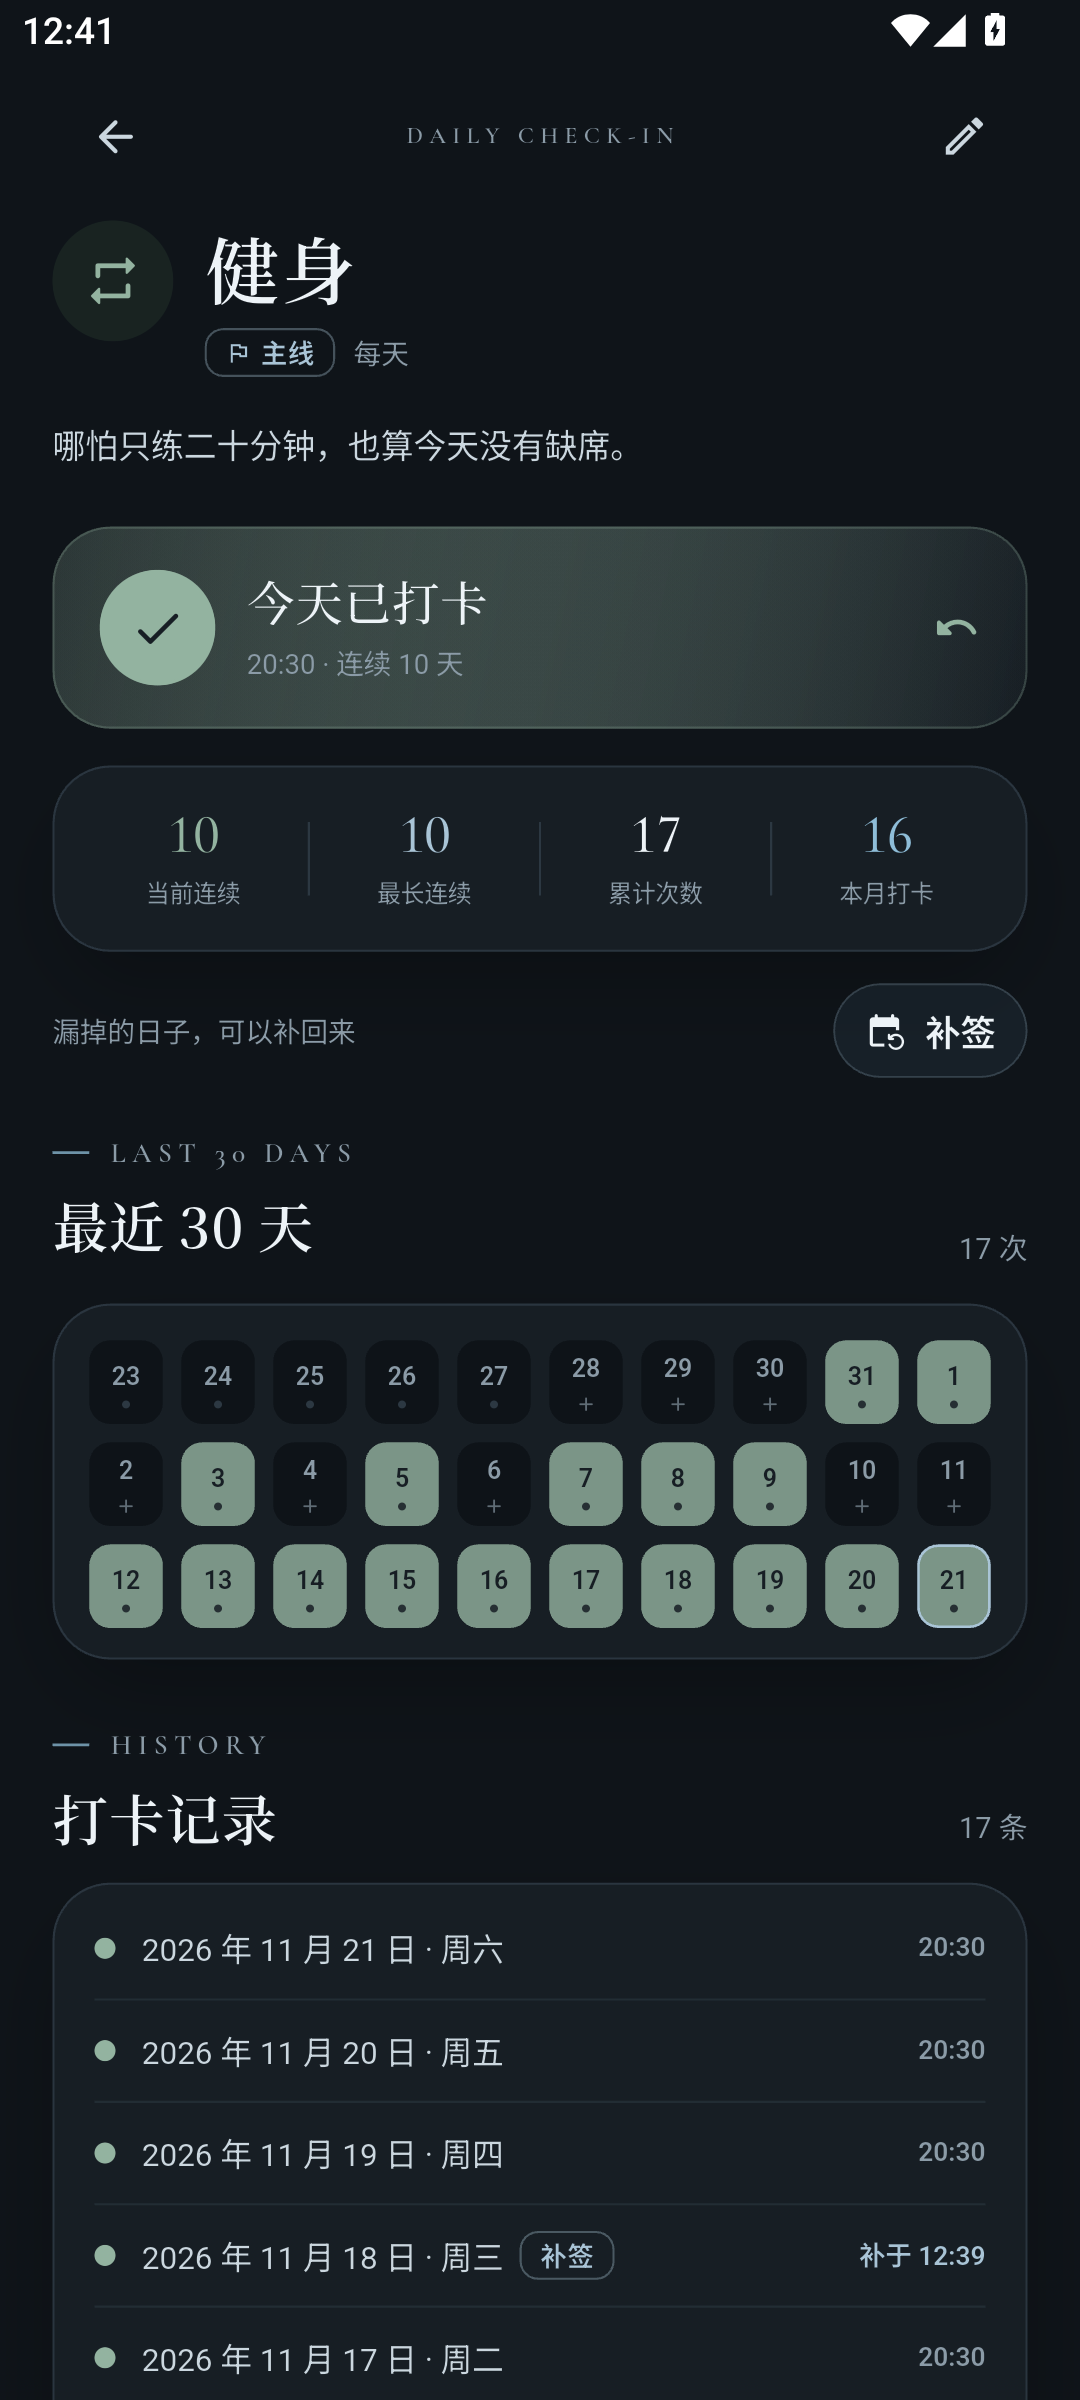 12:41
DAILY CHECK-IN
健身
主线 每天
哪怕只练二十分钟，也算今天没有缺席。
今天已打卡
20:30 · 连续 10 天
10 10 17 16
当前连续 最长连续 累计次数 本月打卡
漏掉的日子，可以补回来 补签
LAST 30 DAYS
最近 30 天
17 次
23 24 25 26 27 28 29 30 31 1
+ + +
2 3 4 5 6 7 8 9 10 11
+ + + + +
12 13 14 15 16 17 18 19 20 21
HISTORY
打卡记录
17 条
2026 年 11 月 21 日 · 周六 20:30
2026 年 11 月 20 日 · 周五 20:30
2026 年 11 月 19 日 · 周四 20:30
2026 年 11 月 18 日 · 周三 补签 补于 12:39
2026 年 11 月 17 日 · 周二 20:30